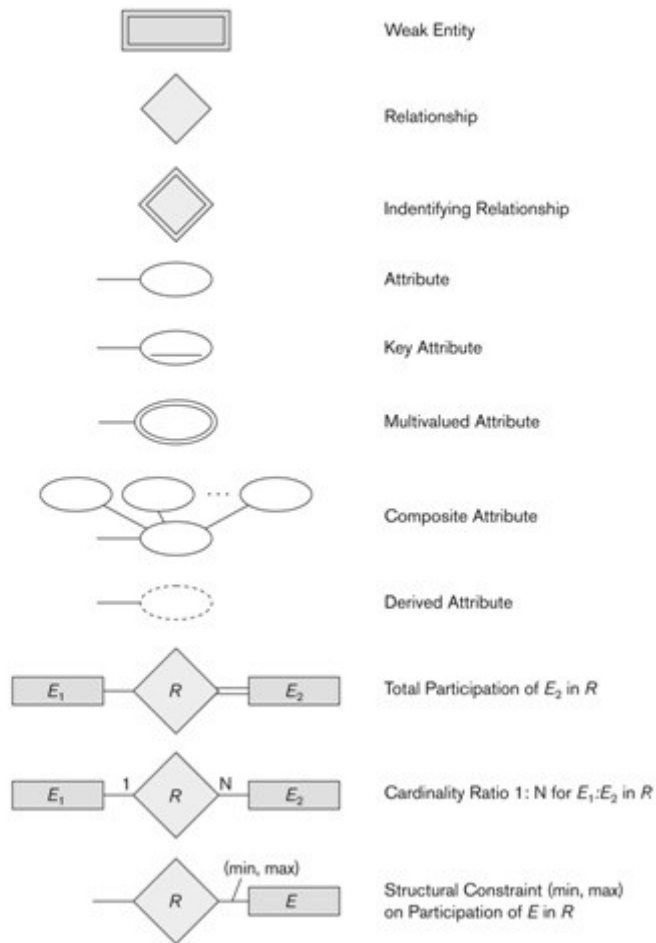 Weak Entity
Relationship
Indentifying Relationship
Attribute
Key Attribute
Multivalued Attribute
. . .
Composite Attribute
Derived Attribute
E₁ R E₂ Total Participation of E₂ in R
E₁ 1 R N E₂ Cardinality Ratio 1: N for E₁:E₂ in R
(min, max)
R E Structural Constraint (min, max)
on Participation of E in R